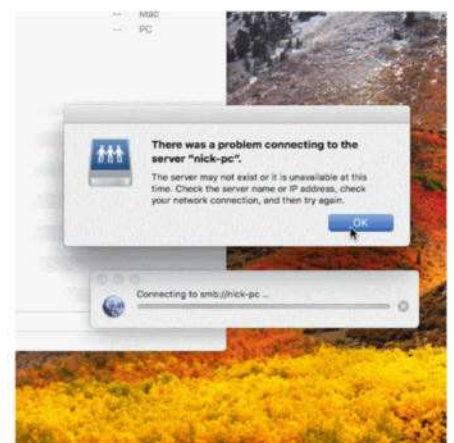 -- Mac
-- PC
There was a problem connecting to the
server “nick-pc”.
The server may not exist or it is unavailable at this
time. Check the server name or IP address, check
your network connection, and then try again.
OK
Connecting to smb://nick-pc ...